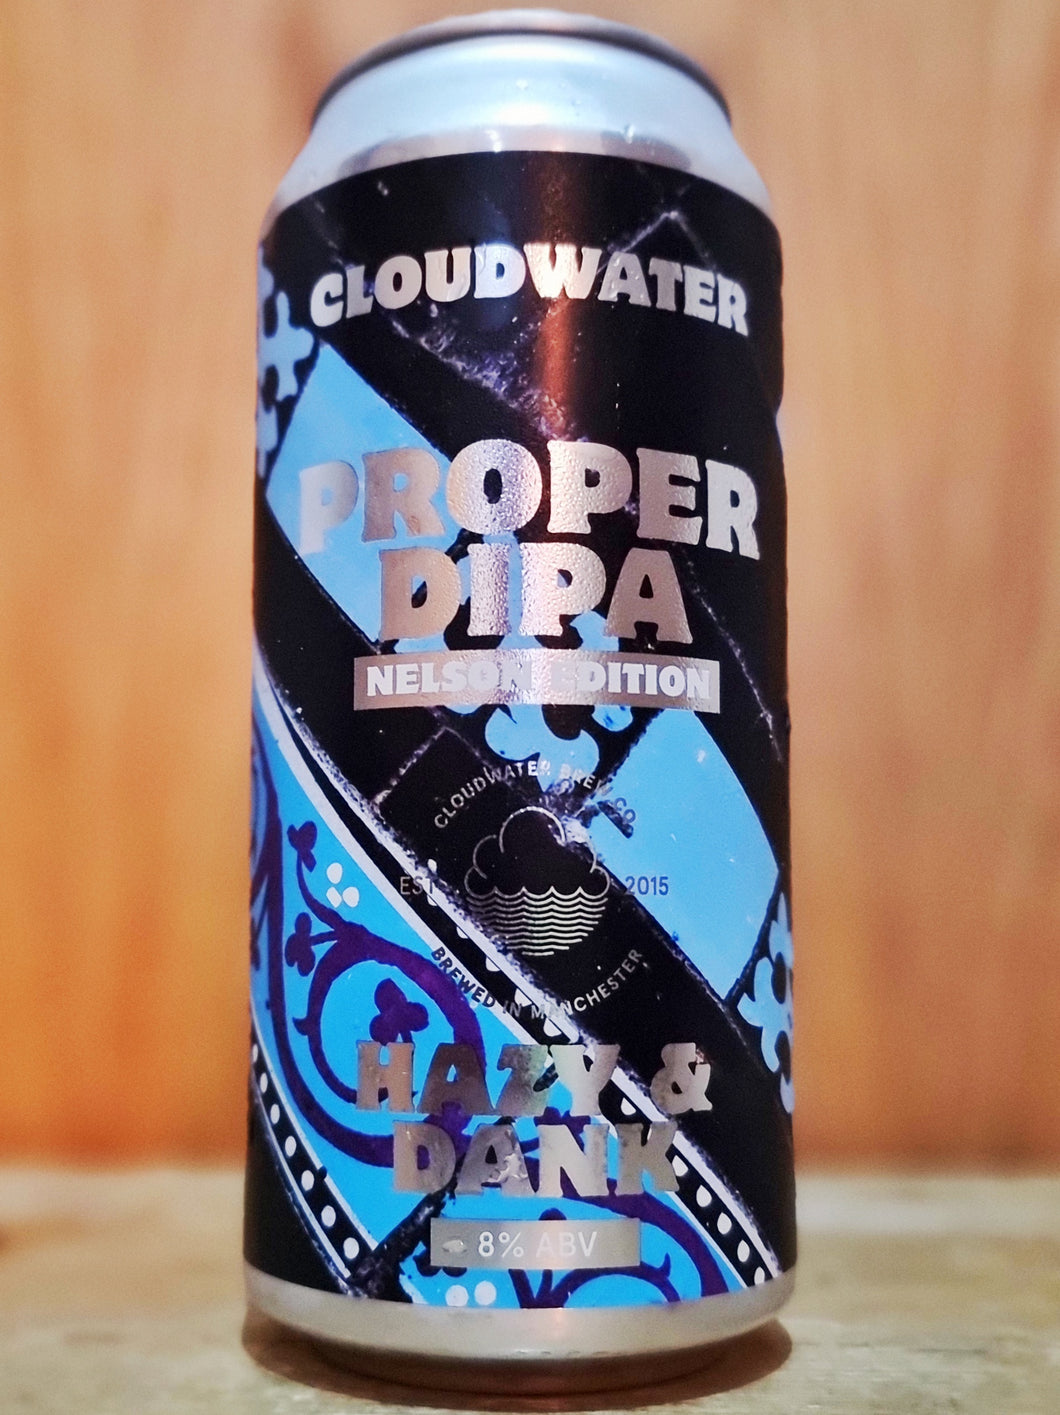 CLOUDWATER
PROPER
DIPA
NELSON EDITION
CLOUDWATER BREW CO
EST 2015
BREWED IN MANCHESTER
HAZY &
DANK
8% ABV